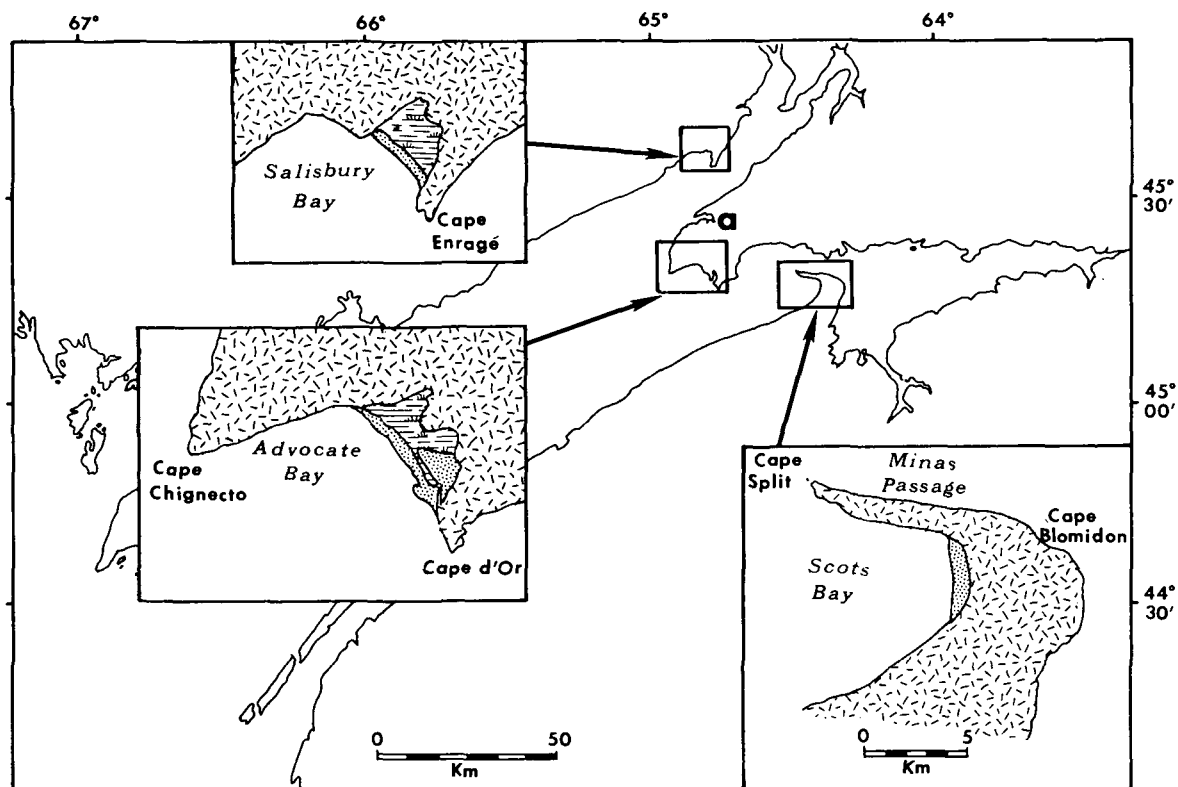 67°
66°
65°
64°
Salisbury
Bay
Cape
Enragé
45°
30'
a
Advocate
Bay
Cape
Chignecto
Cape d'Or
45°
00'
Cape
Split
Minas
Passage
Cape
Blomidon
Scots
Bay
44°
30'
0 50
Km
0 5
Km